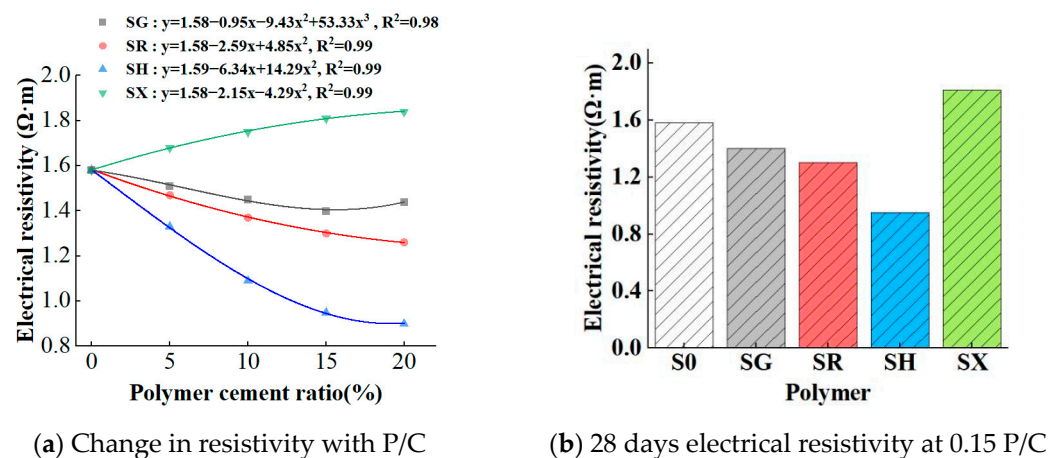 SG : y=1.58−0.95x−9.43x²+53.33x³ , R²=0.98
SR : y=1.58−2.59x+4.85x², R²=0.99
SH : y=1.59−6.34x+14.29x², R²=0.99
SX : y=1.58−2.15x−4.29x², R²=0.99
Electrical resistivity (Ω·m)
2.0
1.8
1.6
1.4
1.2
1.0
0.8
0 5 10 15 20
Polymer cement ratio(%)
(a) Change in resistivity with P/C
Electrical resistivity(Ω·m)
2.0
1.6
1.2
0.8
0.4
0.0
S0 SG SR SH SX
Polymer
(b) 28 days electrical resistivity at 0.15 P/C